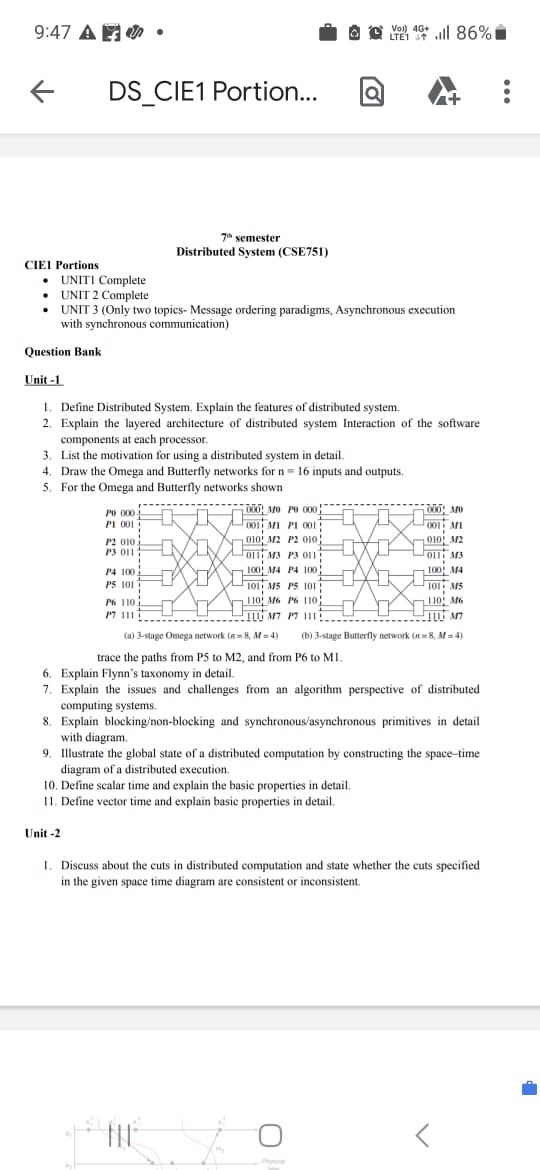 9:47
Vo)) 4G+
LTE1
86%
DS_CIE1 Portion...
7th semester
Distributed System (CSE751)
CIE1 Portions
• UNIT1 Complete
• UNIT 2 Complete
• UNIT 3 (Only two topics- Message ordering paradigms, Asynchronous execution
with synchronous communication)
Question Bank
Unit -1
1. Define Distributed System. Explain the features of distributed system.
2. Explain the layered architecture of distributed system Interaction of the software
components at each processor.
3. List the motivation for using a distributed system in detail.
4. Draw the Omega and Butterfly networks for n = 16 inputs and outputs.
5. For the Omega and Butterfly networks shown
P0 000 000 M0 P0 000 000 M0
P1 001 001 M1 P1 001 001 M1
P2 010 010 M2 P2 010 010 M2
P3 011 011 M3 P3 011 011 M3
P4 100 100 M4 P4 100 100 M4
P5 101 101 M5 P5 101 101 M5
P6 110 110 M6 P6 110 110 M6
P7 111 111 M7 P7 111 111 M7
(a) 3-stage Omega network (n = 8, M = 4) (b) 3-stage Butterfly network (n = 8, M = 4)
trace the paths from P5 to M2, and from P6 to M1.
6. Explain Flynn's taxonomy in detail.
7. Explain the issues and challenges from an algorithm perspective of distributed
computing systems.
8. Explain blocking/non-blocking and synchronous/asynchronous primitives in detail
with diagram.
9. Illustrate the global state of a distributed computation by constructing the space–time
diagram of a distributed execution.
10. Define scalar time and explain the basic properties in detail.
11. Define vector time and explain basic properties in detail.
Unit -2
1. Discuss about the cuts in distributed computation and state whether the cuts specified
in the given space time diagram are consistent or inconsistent.
Physical